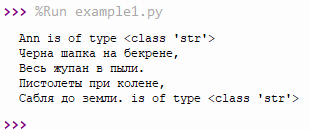 >>> %Run example1.py
Ann is of type <class 'str'>
Черна шапка на бекрене,
Весь жупан в пыли.
Пистолеты при колене,
Сабля до земли. is of type <class 'str'>
>>>